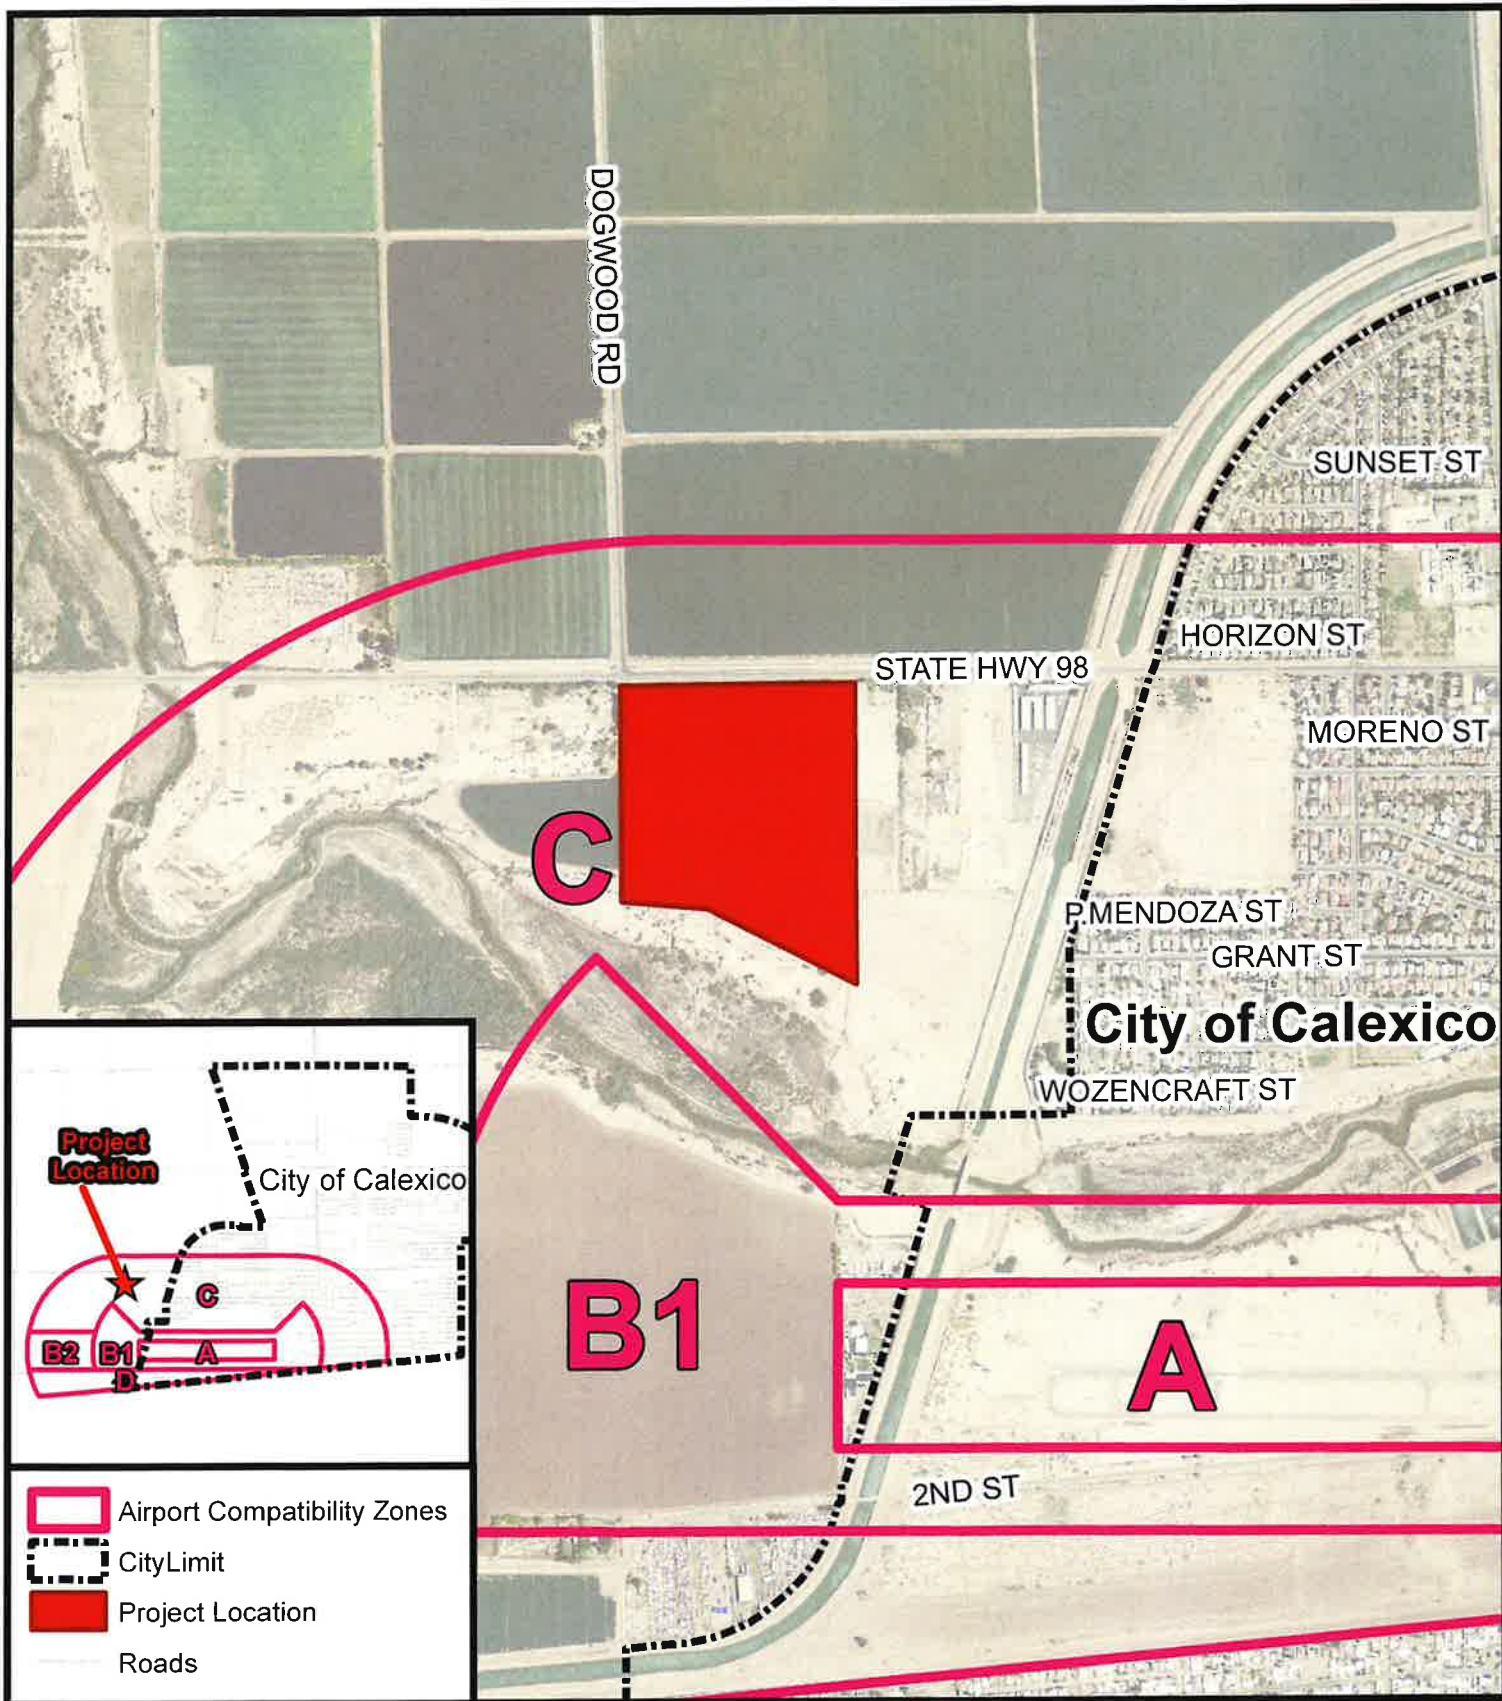 DOGWOOD RD
SUNSET ST
HORIZON ST
STATE HWY 98
MORENO ST
C
P.MENDOZA ST
GRANT ST
City of Calexico
WOZENCRAFT ST
B1
A
2ND ST
Project
Location
City of Calexico
C
B2
B1
A
D
Airport Compatibility Zones
CityLimit
Project Location
Roads